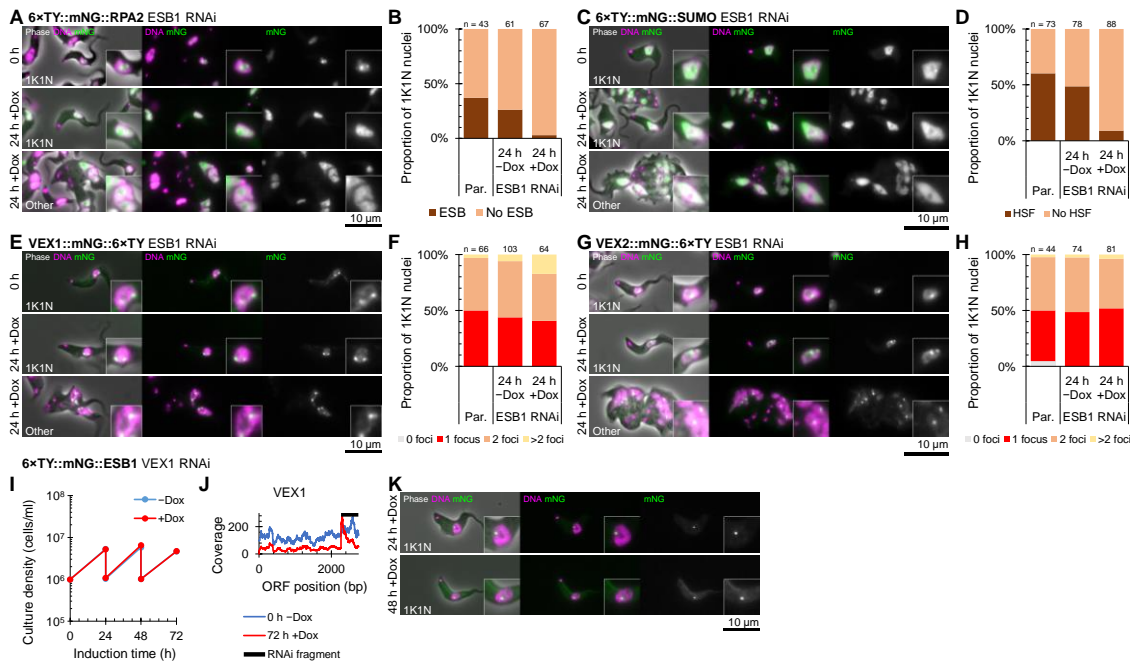 A 6×TY::mNG::RPA2 ESB1 RNAi
Phase DNA mNG
DNA mNG
mNG
0 h
1K1N
24 h +Dox
1K1N
24 h +Dox
Other
10 µm
B
n = 43 61 67
Proportion of 1K1N nuclei
100%
50%
0%
Par.
24 h −Dox
24 h +Dox
ESB1 RNAi
ESB No ESB
C 6×TY::mNG::SUMO ESB1 RNAi
Phase DNA mNG
DNA mNG
mNG
0 h
1K1N
24 h +Dox
1K1N
24 h +Dox
Other
10 µm
D
n = 73 78 88
Proportion of 1K1N nuclei
100%
50%
0%
Par.
24 h −Dox
24 h +Dox
ESB1 RNAi
HSF No HSF
E VEX1::mNG::6×TY ESB1 RNAi
Phase DNA mNG
DNA mNG
mNG
0 h
1K1N
24 h +Dox
1K1N
24 h +Dox
Other
10 µm
F
n = 66 103 64
Proportion of 1K1N nuclei
100%
50%
0%
Par.
24 h −Dox
24 h +Dox
ESB1 RNAi
0 foci 1 focus 2 foci >2 foci
G VEX2::mNG::6×TY ESB1 RNAi
Phase DNA mNG
DNA mNG
mNG
0 h
1K1N
24 h +Dox
1K1N
24 h +Dox
Other
10 µm
H
n = 44 74 81
Proportion of 1K1N nuclei
100%
50%
0%
Par.
24 h −Dox
24 h +Dox
ESB1 RNAi
0 foci 1 focus 2 foci >2 foci
6×TY::mNG::ESB1 VEX1 RNAi
I
Culture density (cells/ml)
10⁸
10⁷
10⁶
10⁵
−Dox
+Dox
0 24 48 72
Induction time (h)
J
VEX1
Coverage
200
0
0 2000
ORF position (bp)
0 h −Dox
72 h +Dox
RNAi fragment
K
Phase DNA mNG
DNA mNG
mNG
24 h +Dox
1K1N
48 h +Dox
1K1N
10 µm